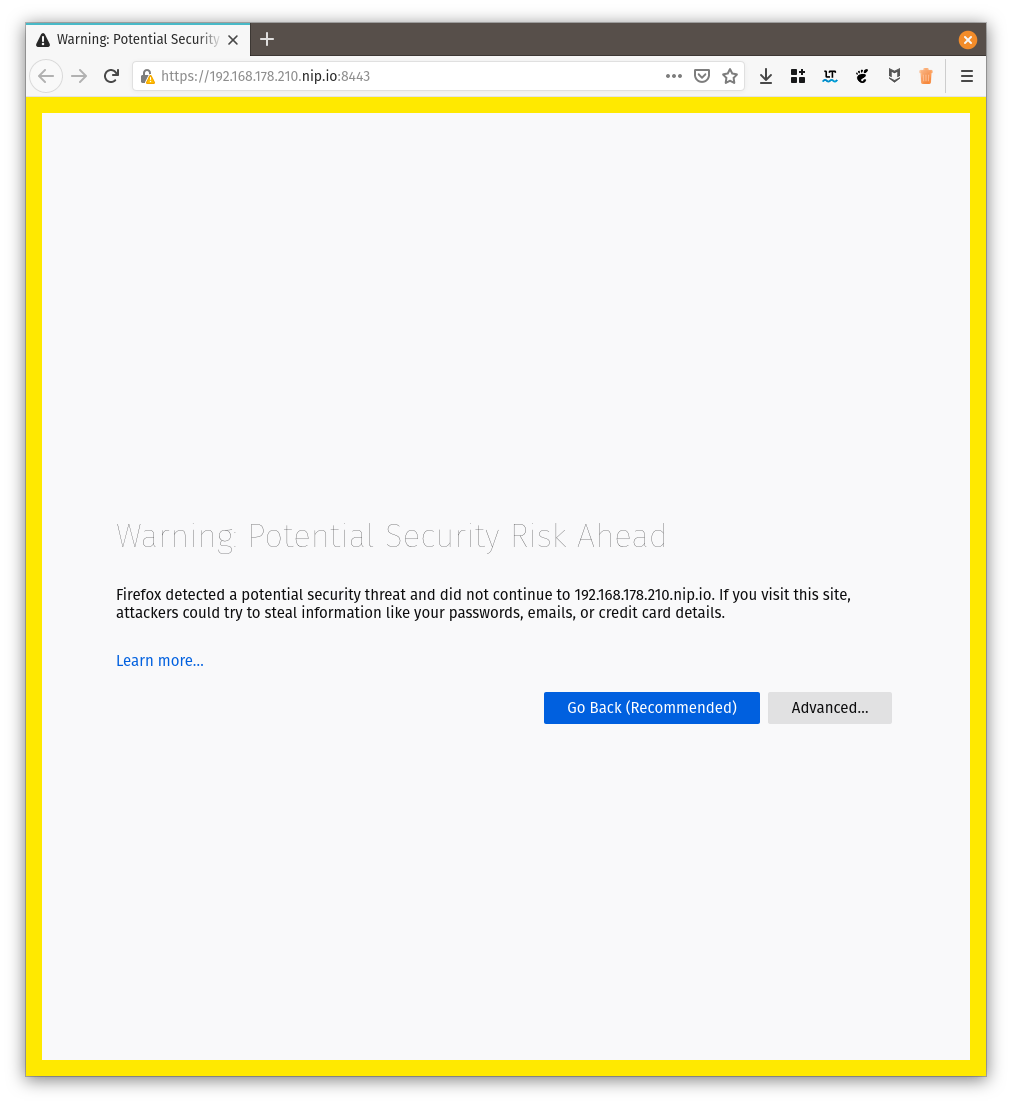 Warning: Potential Security
https://192.168.178.210.nip.io:8443
LT
Warning: Potential Security Risk Ahead
Firefox detected a potential security threat and did not continue to 192.168.178.210.nip.io. If you visit this site,
attackers could try to steal information like your passwords, emails, or credit card details.
Learn more...
Go Back (Recommended) Advanced...